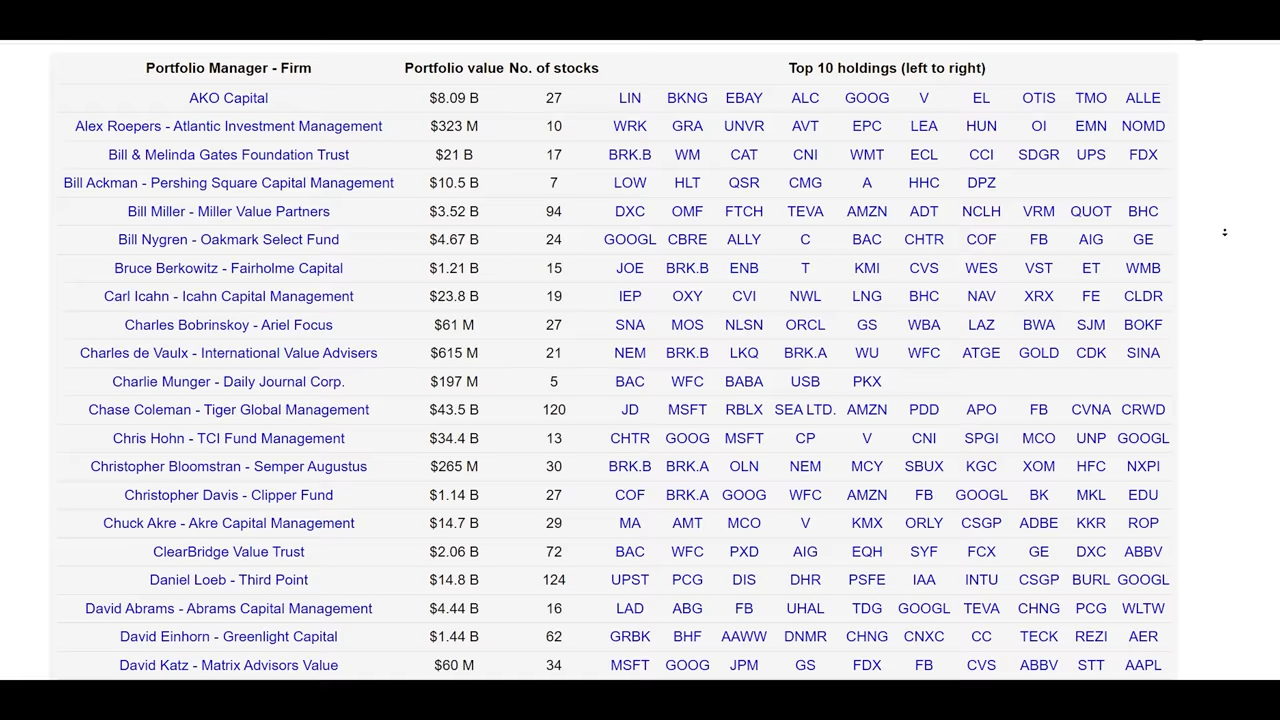 Portfolio Manager - Firm Portfolio value No. of stocks Top 10 holdings (left to right)
AKO Capital $8.09 B 27 LIN BKNG EBAY ALC GOOG V EL OTIS TMO ALLE
Alex Roepers - Atlantic Investment Management $323 M 10 WRK GRA UNVR AVT EPC LEA HUN OI EMN NOMD
Bill & Melinda Gates Foundation Trust $21 B 17 BRK.B WM CAT CNI WMT ECL CCI SDGR UPS FDX
Bill Ackman - Pershing Square Capital Management $10.5 B 7 LOW HLT QSR CMG A HHC DPZ
Bill Miller - Miller Value Partners $3.52 B 94 DXC OMF FTCH TEVA AMZN ADT NCLH VRM QUOT BHC
Bill Nygren - Oakmark Select Fund $4.67 B 24 GOOGL CBRE ALLY C BAC CHTR COF FB AIG GE
Bruce Berkowitz - Fairholme Capital $1.21 B 15 JOE BRK.B ENB T KMI CVS WES VST ET WMB
Carl Icahn - Icahn Capital Management $23.8 B 19 IEP OXY CVI NWL LNG BHC NAV XRX FE CLDR
Charles Bobrinskoy - Ariel Focus $61 M 27 SNA MOS NLSN ORCL GS WBA LAZ BWA SJM BOKF
Charles de Vaulx - International Value Advisers $615 M 21 NEM BRK.B LKQ BRK.A WU WFC ATGE GOLD CDK SINA
Charlie Munger - Daily Journal Corp. $197 M 5 BAC WFC BABA USB PKX
Chase Coleman - Tiger Global Management $43.5 B 120 JD MSFT RBLX SEA LTD. AMZN PDD APO FB CVNA CRWD
Chris Hohn - TCI Fund Management $34.4 B 13 CHTR GOOG MSFT CP V CNI SPGI MCO UNP GOOGL
Christopher Bloomstran - Semper Augustus $265 M 30 BRK.B BRK.A OLN NEM MCY SBUX KGC XOM HFC NXPI
Christopher Davis - Clipper Fund $1.14 B 27 COF BRK.A GOOG WFC AMZN FB GOOGL BK MKL EDU
Chuck Akre - Akre Capital Management $14.7 B 29 MA AMT MCO V KMX ORLY CSGP ADBE KKR ROP
ClearBridge Value Trust $2.06 B 72 BAC WFC PXD AIG EQH SYF FCX GE DXC ABBV
Daniel Loeb - Third Point $14.8 B 124 UPST PCG DIS DHR PSFE IAA INTU CSGP BURL GOOGL
David Abrams - Abrams Capital Management $4.44 B 16 LAD ABG FB UHAL TDG GOOGL TEVA CHNG PCG WLTW
David Einhorn - Greenlight Capital $1.44 B 62 GRBK BHF AAWW DNMR CHNG CNXC CC TECK REZI AER
David Katz - Matrix Advisors Value $60 M 34 MSFT GOOG JPM GS FDX FB CVS ABBV STT AAPL